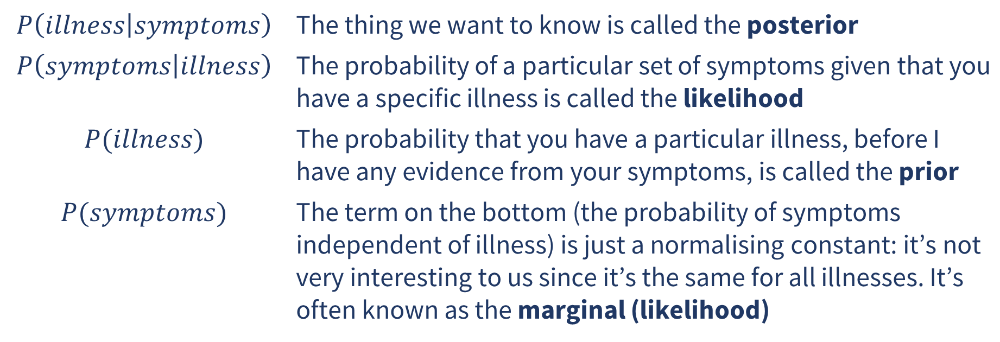 P(illness|symptoms) The thing we want to know is called the posterior
P(symptoms|illness) The probability of a particular set of symptoms given that you
have a specific illness is called the likelihood
P(illness) The probability that you have a particular illness, before I
have any evidence from your symptoms, is called the prior
P(symptoms) The term on the bottom (the probability of symptoms
independent of illness) is just a normalising constant: it’s not
very interesting to us since it’s the same for all illnesses. It’s
often known as the marginal (likelihood)